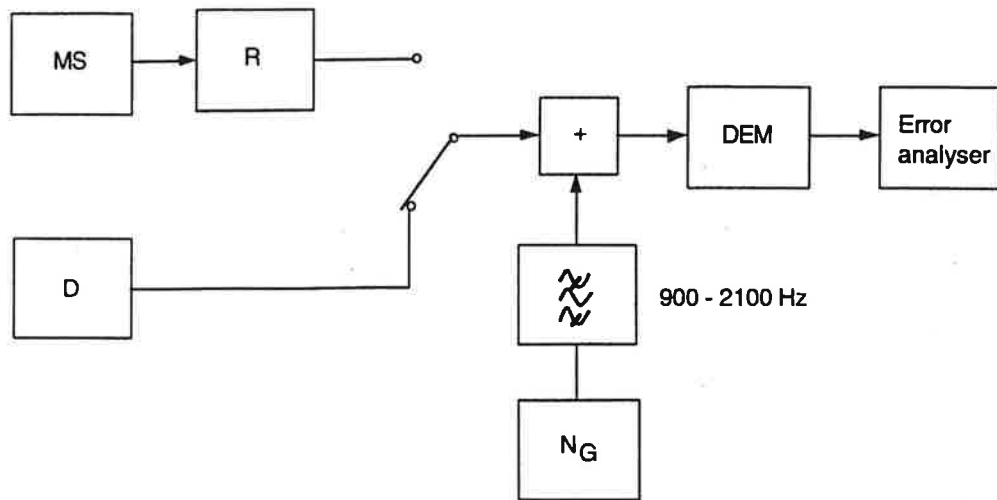 MS
R
+
DEM
Error
analyser
D
900 - 2100 Hz
NG